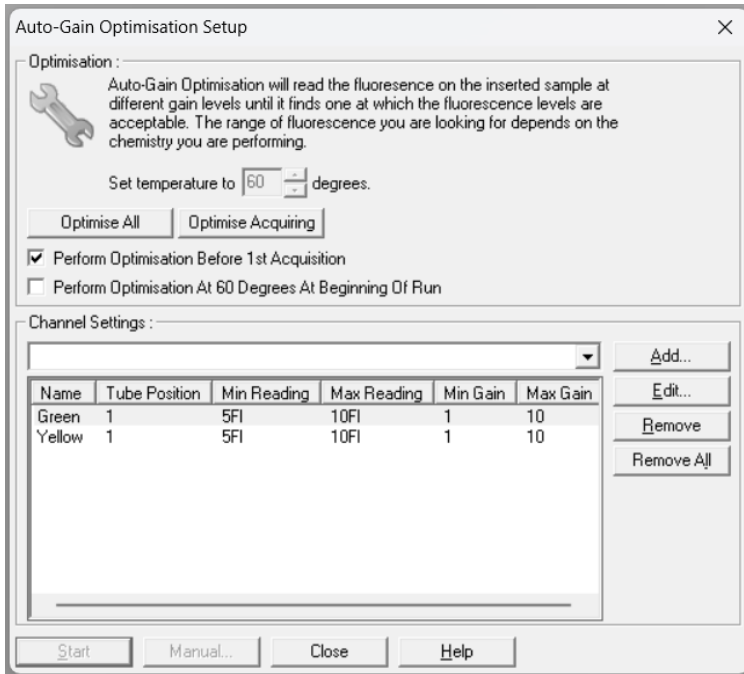 Auto-Gain Optimisation Setup
Optimisation :
Auto-Gain Optimisation will read the fluoresence on the inserted sample at
different gain levels until it finds one at which the fluorescence levels are
acceptable. The range of fluorescence you are looking for depends on the
chemistry you are performing.
Set temperature to 60 degrees.
Optimise All Optimise Acquiring
Perform Optimisation Before 1st Acquisition
Perform Optimisation At 60 Degrees At Beginning Of Run
Channel Settings :
Add...
Name Tube Position Min Reading Max Reading Min Gain Max Gain
Edit...
Green 1 5Fl 10Fl 1 10
Remove
Yellow 1 5Fl 10Fl 1 10
Remove All
Start Manual... Close Help